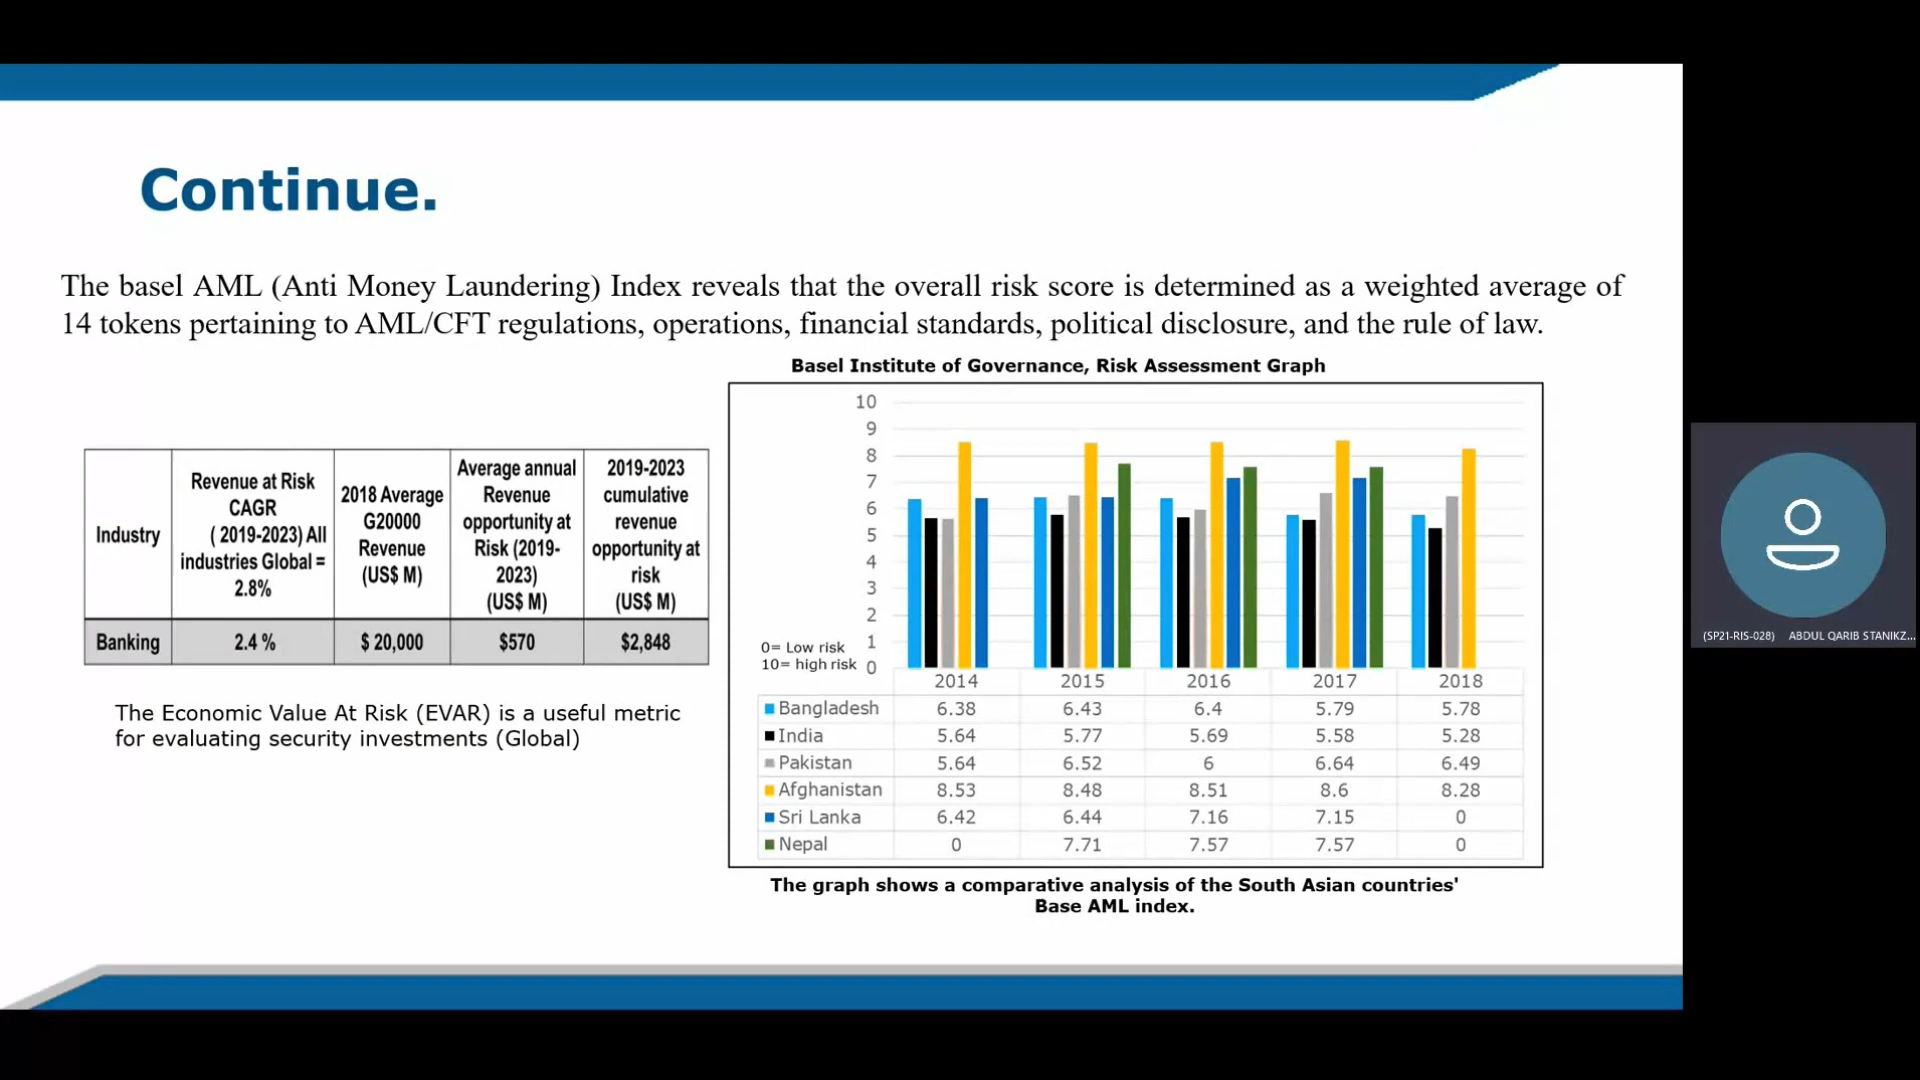 Continue.
The basel AML (Anti Money Laundering) Index reveals that the overall risk score is determined as a weighted average of
14 tokens pertaining to AML/CFT regulations, operations, financial standards, political disclosure, and the rule of law.
Industry
Revenue at Risk
CAGR
( 2019-2023) All
industries Global =
2.8%
2018 Average
G20000
Revenue
(US$ M)
Average annual
Revenue
opportunity at
Risk (2019-
2023)
(US$ M)
2019-2023
cumulative
revenue
opportunity at
risk
(US$ M)
Banking 2.4 % $ 20,000 $570 $2,848
The Economic Value At Risk (EVAR) is a useful metric
for evaluating security investments (Global)
Basel Institute of Governance, Risk Assessment Graph
10
9
8
7
6
5
4
3
2
1
0
0= Low risk
10= high risk
2014 2015 2016 2017 2018
Bangladesh 6.38 6.43 6.4 5.79 5.78
India 5.64 5.77 5.69 5.58 5.28
Pakistan 5.64 6.52 6 6.64 6.49
Afghanistan 8.53 8.48 8.51 8.6 8.28
Sri Lanka 6.42 6.44 7.16 7.15 0
Nepal 0 7.71 7.57 7.57 0
The graph shows a comparative analysis of the South Asian countries'
Base AML index.
(SP21-RIS-028) ABDUL QARIB STANIKZ...